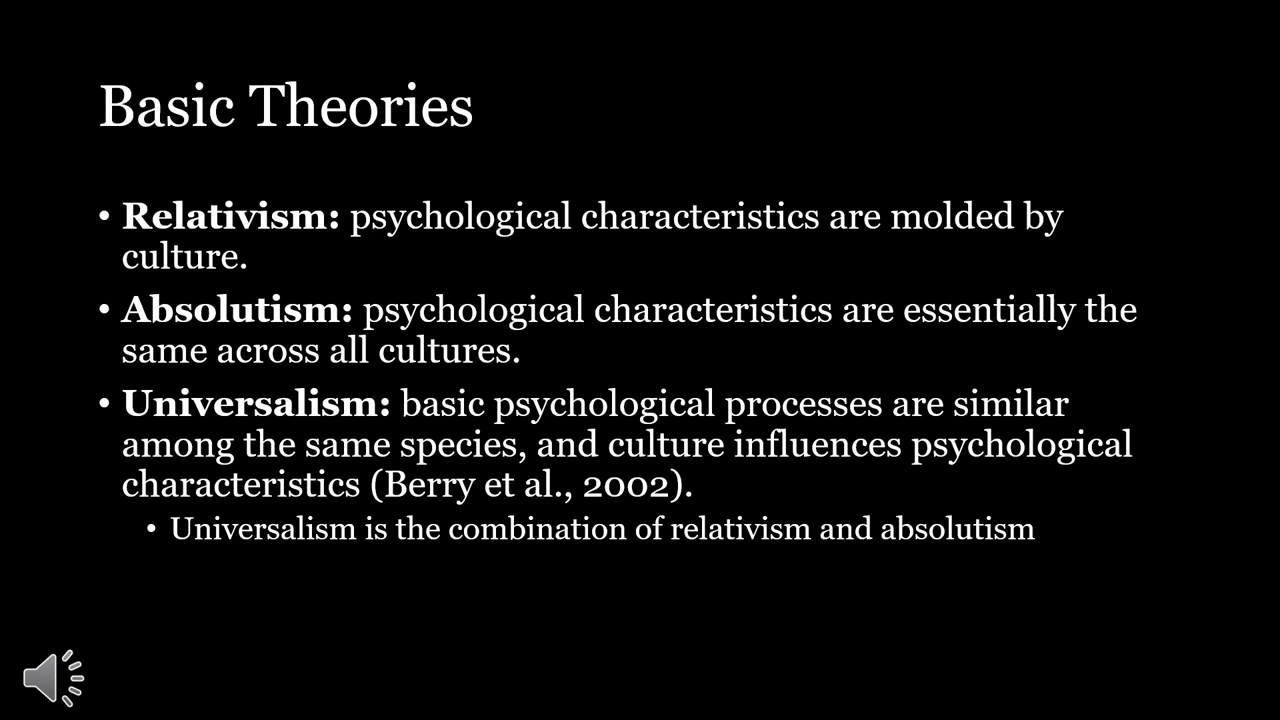 Basic Theories
• Relativism: psychological characteristics are molded by
culture.
• Absolutism: psychological characteristics are essentially the
same across all cultures.
• Universalism: basic psychological processes are similar
among the same species, and culture influences psychological
characteristics (Berry et al., 2002).
• Universalism is the combination of relativism and absolutism